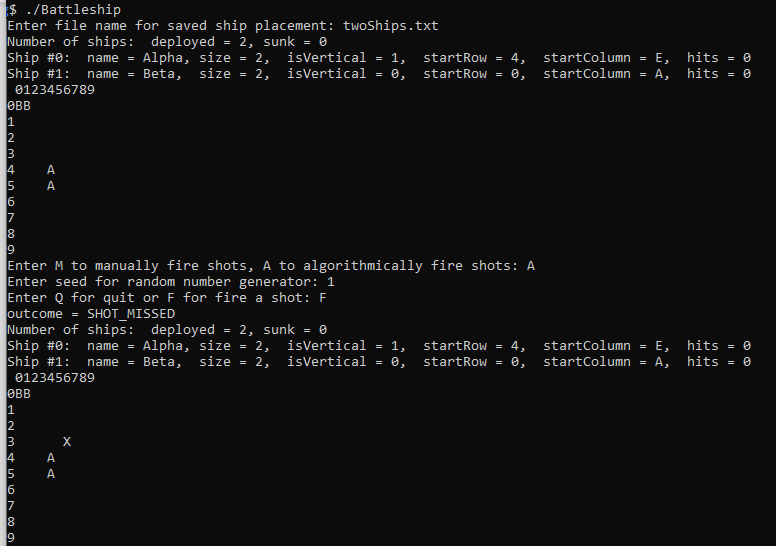 $ ./Battleship
Enter file name for saved ship placement: twoShips.txt
Number of ships:  deployed = 2, sunk = 0
Ship #0:  name = Alpha, size = 2,  isVertical = 1,  startRow = 4,  startColumn = E,  hits = 0
Ship #1:  name = Beta,  size = 2,  isVertical = 0,  startRow = 0,  startColumn = A,  hits = 0
 0123456789
0BB
1
2
3
4    A
5    A
6
7
8
9
Enter M to manually fire shots, A to algorithmically fire shots: A
Enter seed for random number generator: 1
Enter Q for quit or F for fire a shot: F
outcome = SHOT_MISSED
Number of ships:  deployed = 2, sunk = 0
Ship #0:  name = Alpha, size = 2,  isVertical = 1,  startRow = 4,  startColumn = E,  hits = 0
Ship #1:  name = Beta,  size = 2,  isVertical = 0,  startRow = 0,  startColumn = A,  hits = 0
 0123456789
0BB
1
2
3      X
4    A
5    A
6
7
8
9